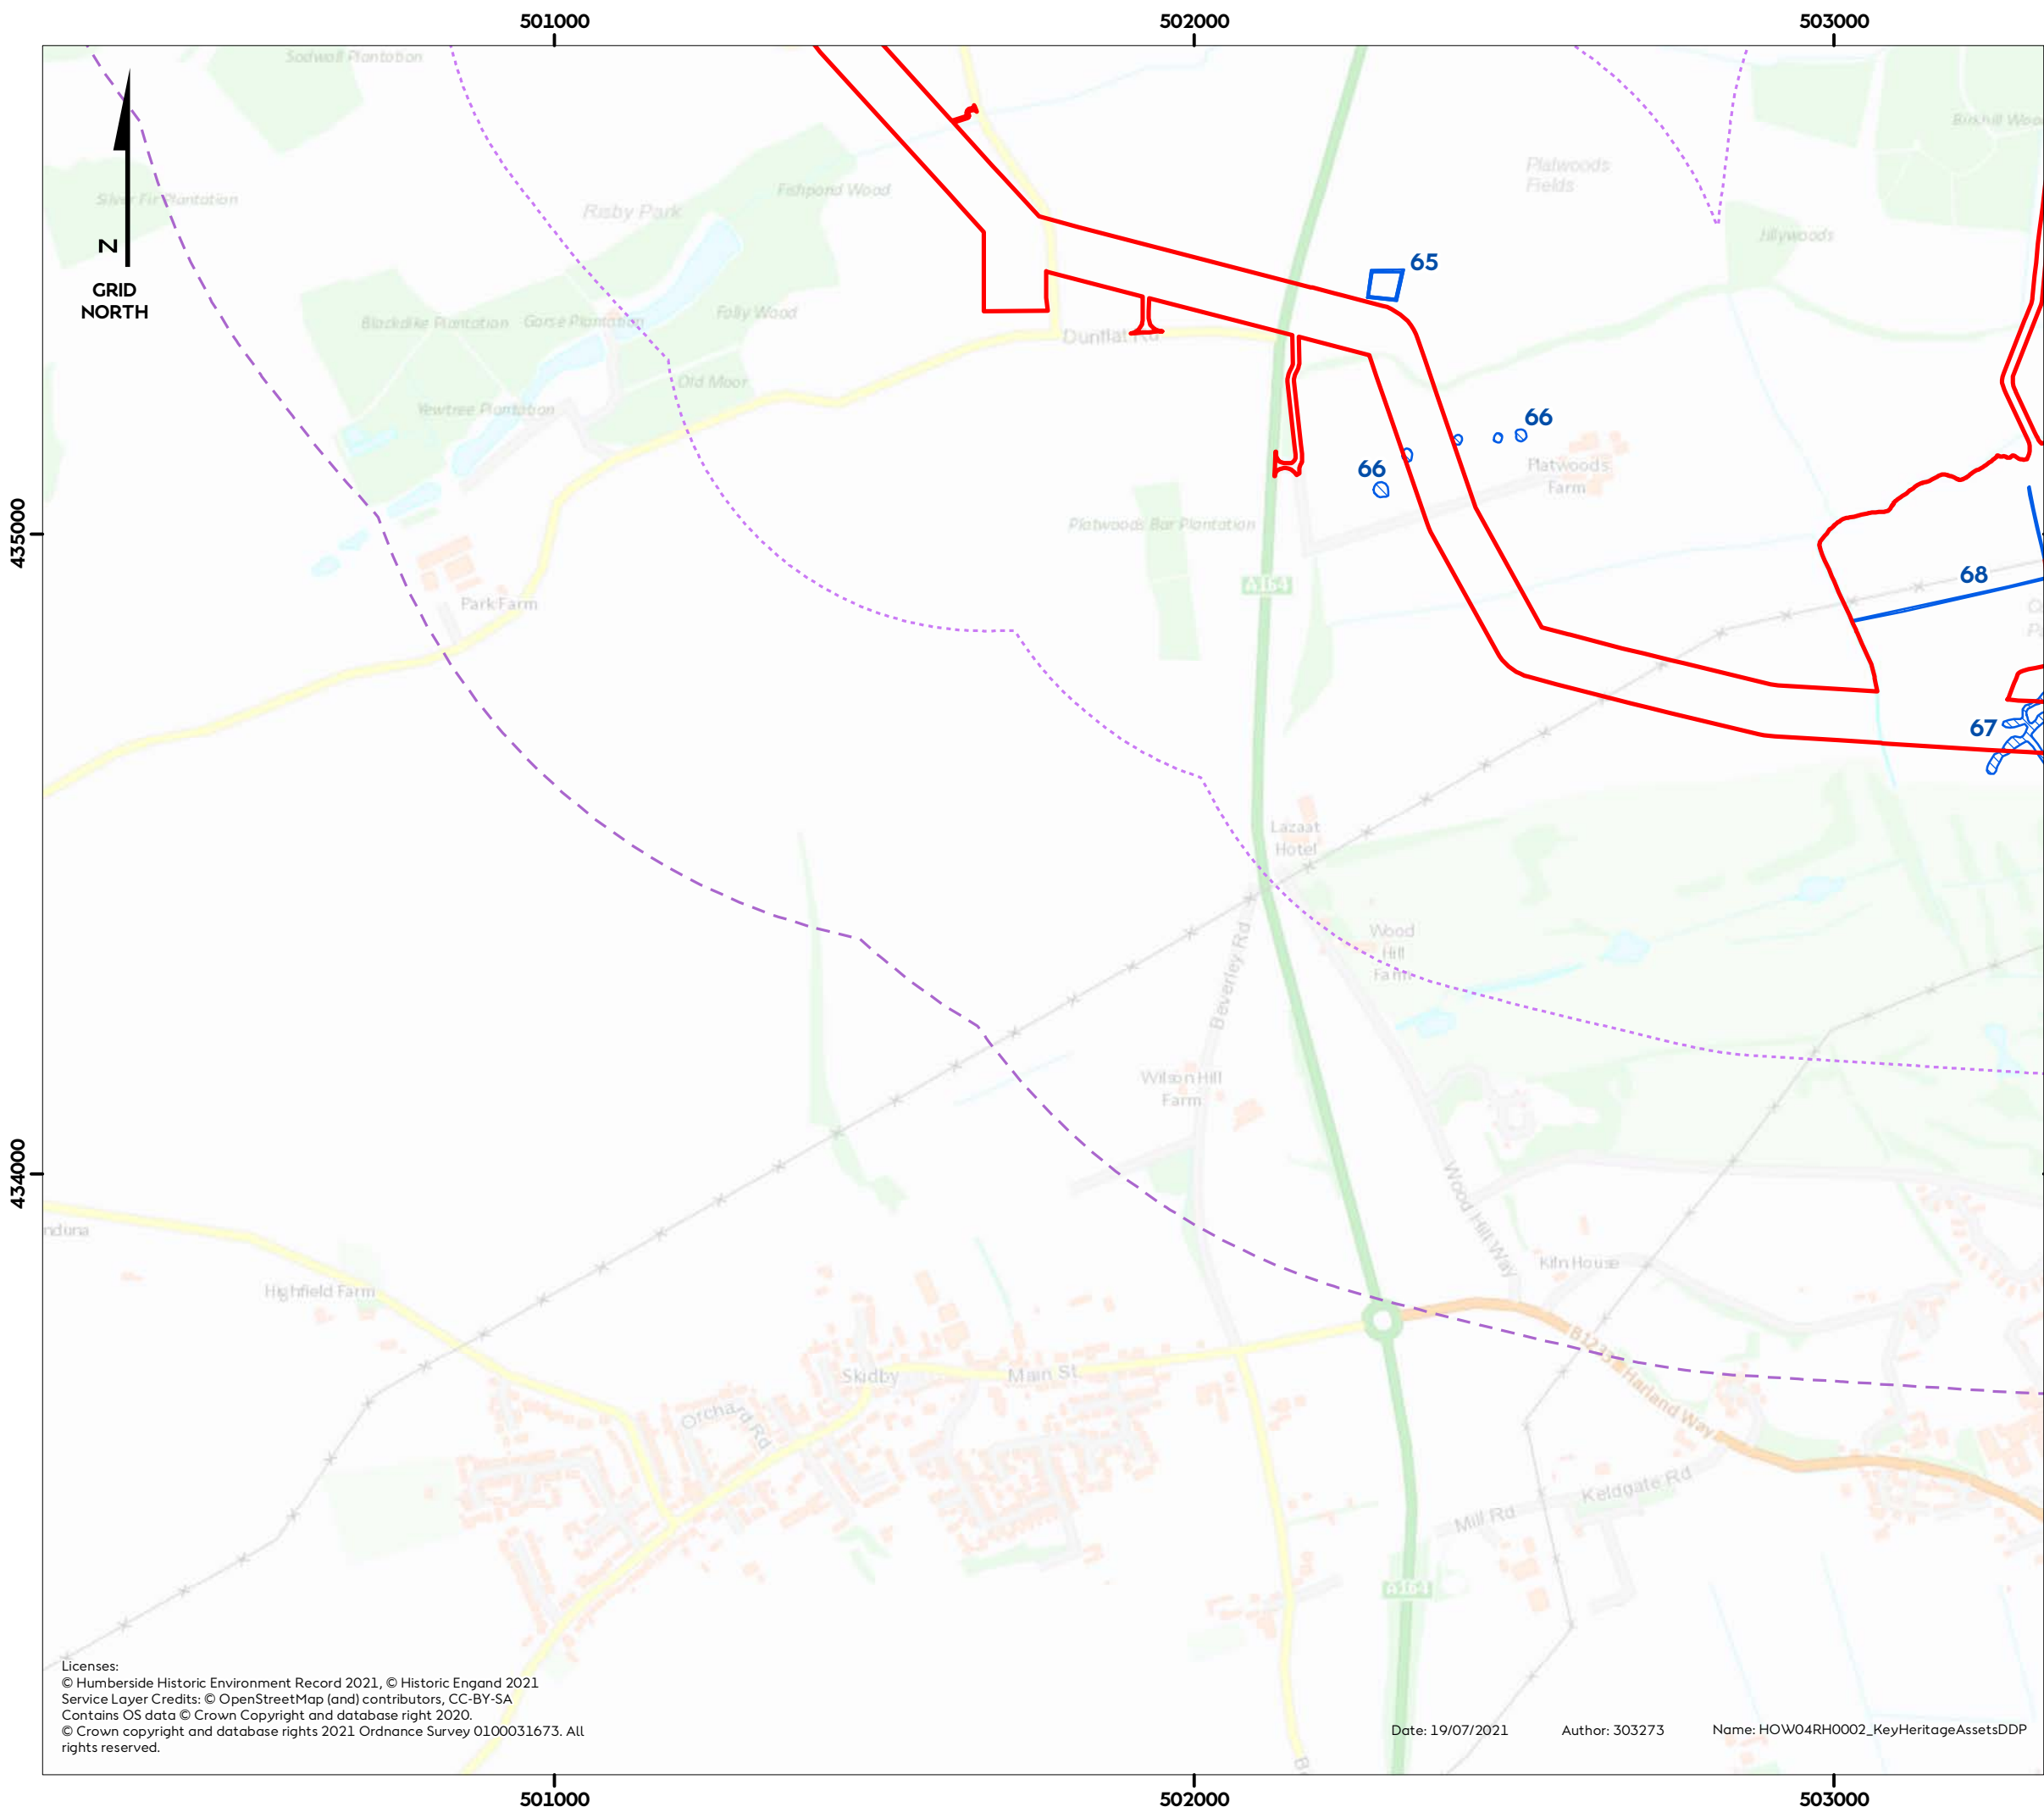 501000
502000
503000
Sodwall Plantation
Birkhill Wood
Platwoods
Fields
Silver Fir Plantation
Fishpond Wood
Risby Park
Jillywoods
N
GRID
NORTH
65
Folly Wood
Blackdike Plantation
Gorse Plantation
Dunflat Rd
Old Moor
Yewtree Plantation
66
66
Platwoods
Farm
435000
Platwoods Bar Plantation
A164
68
Park Farm
67
Lazaat
Hotel
Wood
Hill
Farm
Beverley Rd
Wilson Hill
Farm
434000
Wood Hill Way
nduna
Kiln House
Highfield Farm
B1233 Harland Way
Skidby
Main St
Orchard Rd
Keldgate Rd
Mill Rd
A164
Licenses:
© Humberside Historic Environment Record 2021, © Historic Engand 2021
Service Layer Credits: © OpenStreetMap (and) contributors, CC-BY-SA
Contains OS data © Crown Copyright and database right 2020.
© Crown copyright and database rights 2021 Ordnance Survey 0100031673. All
rights reserved.
Date: 19/07/2021
Author: 303273
Name: HOW04RH0002_KeyHeritageAssetsDDP
501000
502000
503000